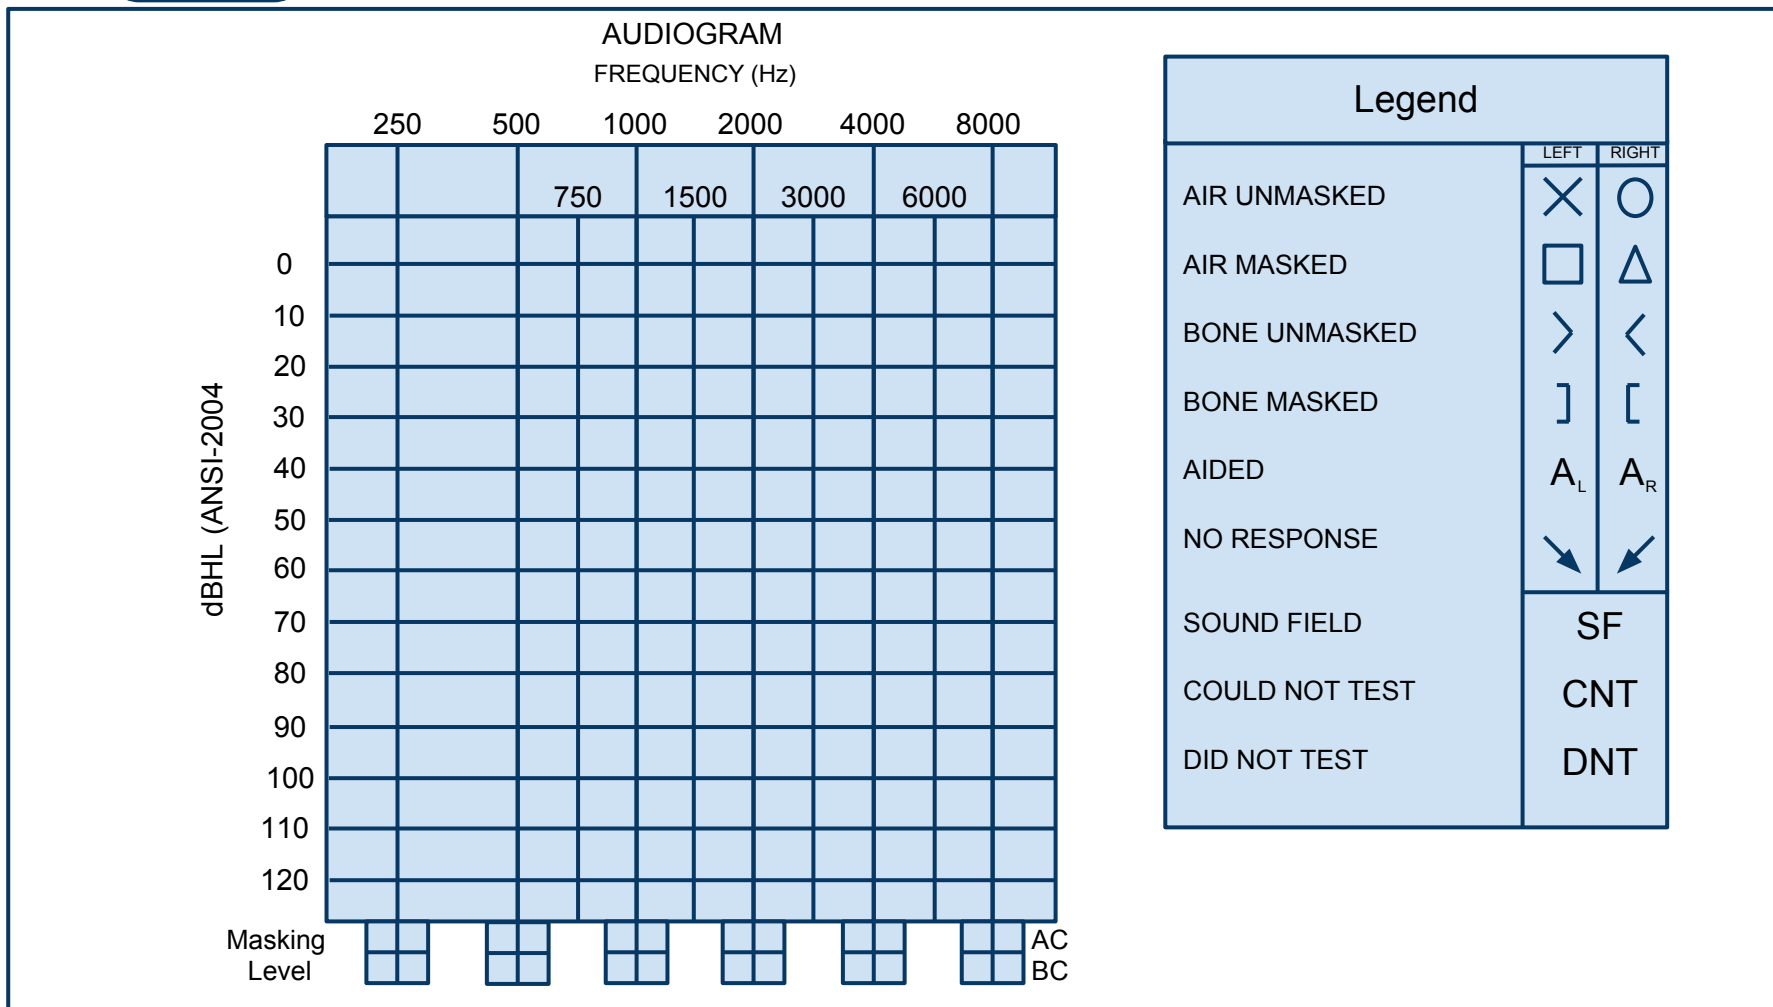 AUDIOGRAM
FREQUENCY (Hz)
250 500 1000 2000 4000 8000
750 1500 3000 6000
dBHL (ANSI-2004
0
10
20
30
40
50
60
70
80
90
100
110
120
Masking Level
AC
BC
Legend
LEFT RIGHT
AIR UNMASKED
AIR MASKED
BONE UNMASKED
BONE MASKED
AIDED AL AR
NO RESPONSE
SOUND FIELD SF
COULD NOT TEST CNT
DID NOT TEST DNT